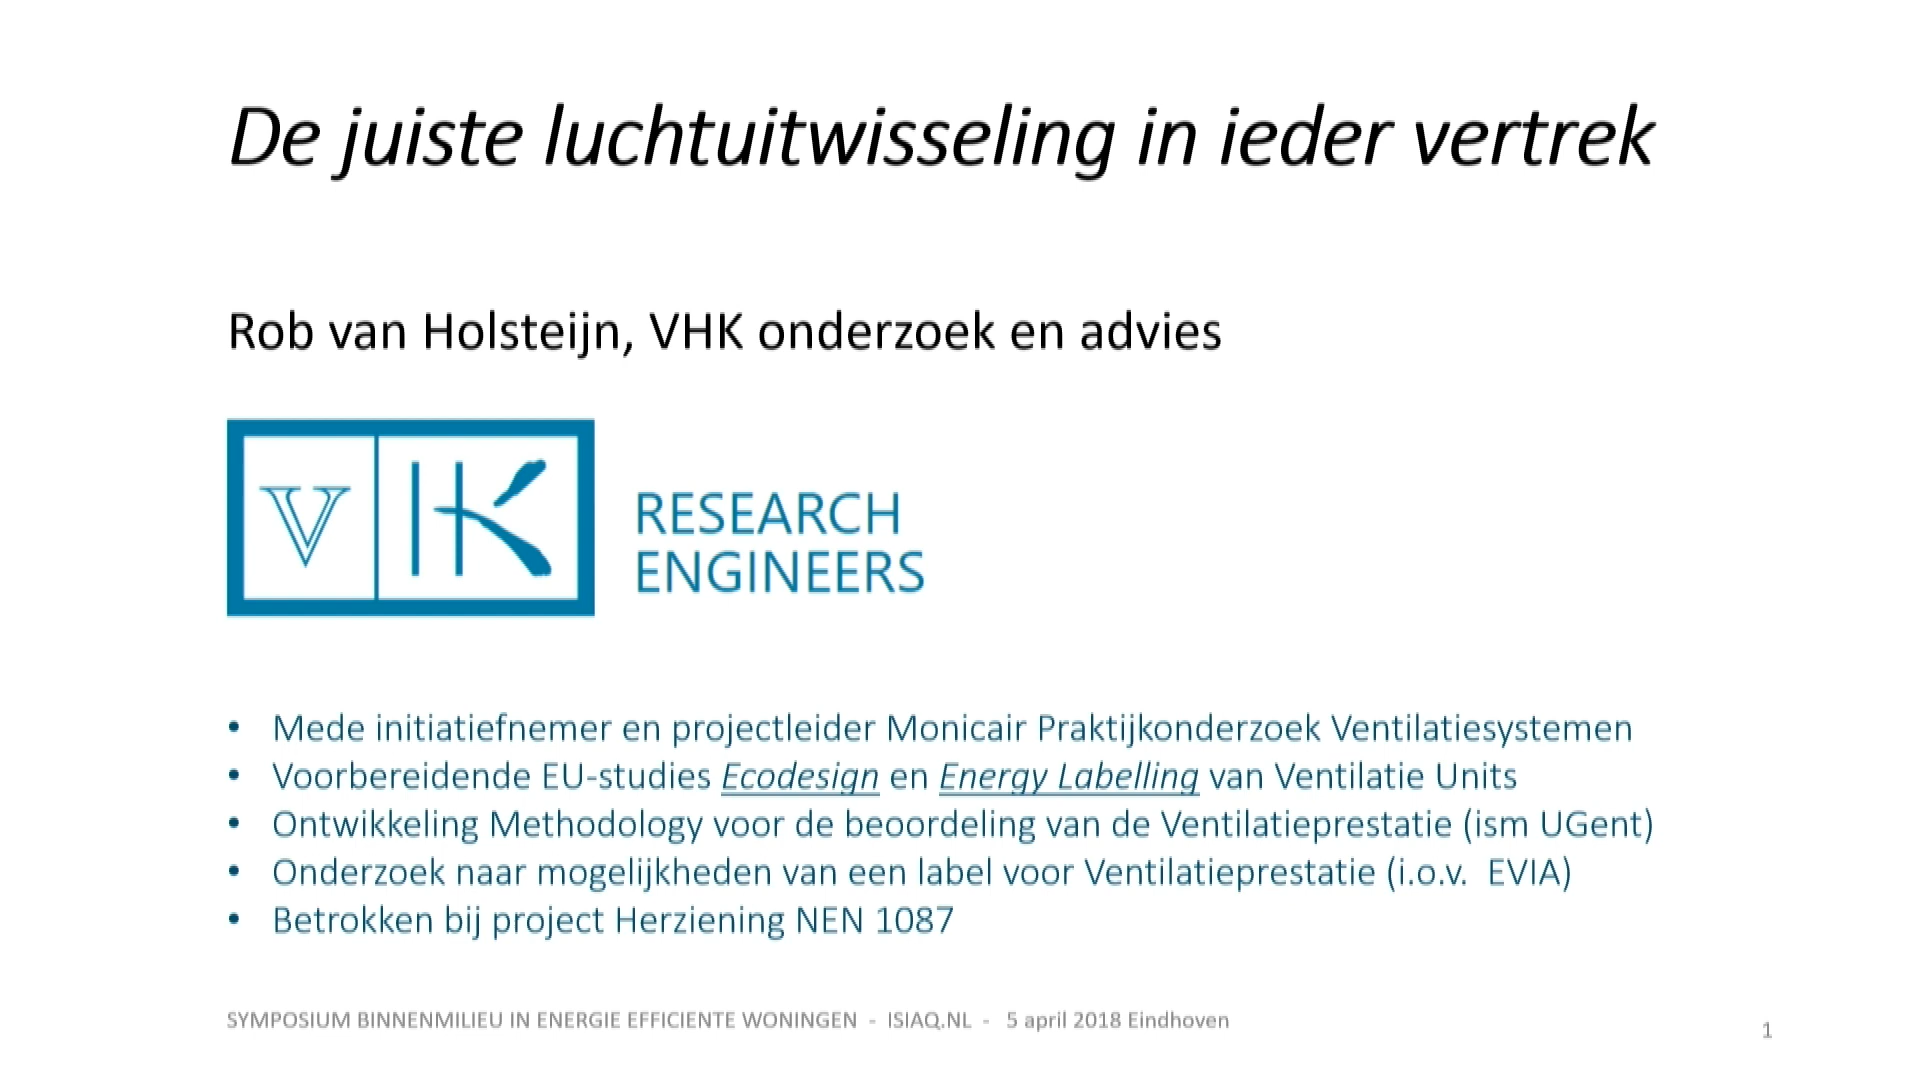 De juiste luchtuitwisseling in ieder vertrek
Rob van Holsteijn, VHK onderzoek en advies
VHK
RESEARCH
ENGINEERS
• Mede initiatiefnemer en projectleider Monicair Praktijkonderzoek Ventilatiesystemen
• Voorbereidende EU-studies Ecodesign en Energy Labelling van Ventilatie Units
• Ontwikkeling Methodology voor de beoordeling van de Ventilatieprestatie (ism UGent)
• Onderzoek naar mogelijkheden van een label voor Ventilatieprestatie (i.o.v. EVIA)
• Betrokken bij project Herziening NEN 1087
SYMPOSIUM BINNENMILIEU IN ENERGIE EFFICIENTE WONINGEN - ISIAQ.NL - 5 april 2018 Eindhoven
1